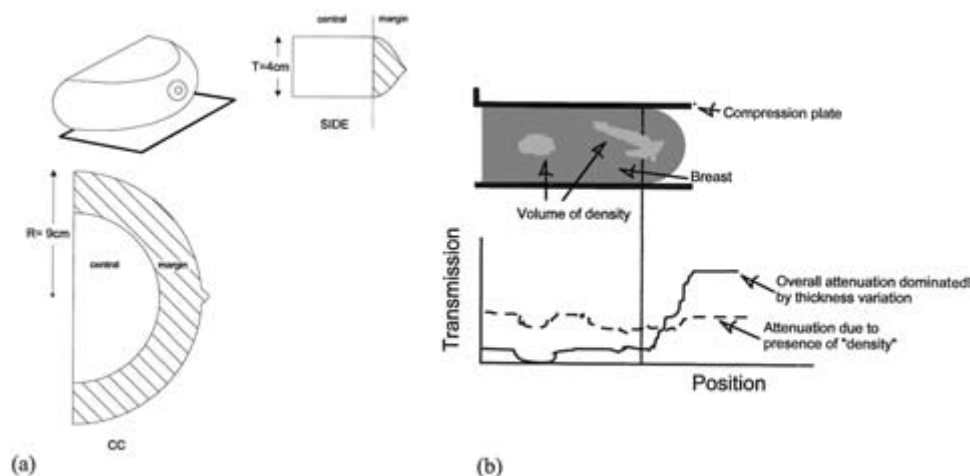 central
margin
T=4cm
SIDE
R= 9cm
central
margin
CC
(a)
Compression plate
Breast
Volume of density
Transmission
Overall attenuation dominated!
by thickness variation
Attenuation due to
presence of "density"
Position
(b)